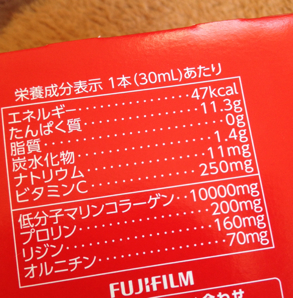 栄養成分表示 1本(30mL)あたり
エネルギー・・・・・・・・・・47kcal
たんぱく質・・・・・・・・・・11.3g
脂質・・・・・・・・・・・・・・・・0g
炭水化物・・・・・・・・・・・・1.4g
ナトリウム・・・・・・・・・・・11mg
ビタミンC・・・・・・・・・・250mg
低分子マリンコラーゲン・・10000mg
プロリン・・・・・・・・・・・・200mg
リジン・・・・・・・・・・・・・160mg
オルニチン・・・・・・・・・・・70mg
FUJIFILM
わせ